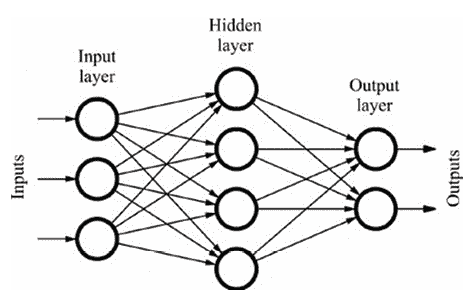 Hidden
layer
Input
layer
Output
layer
Inputs
Outputs